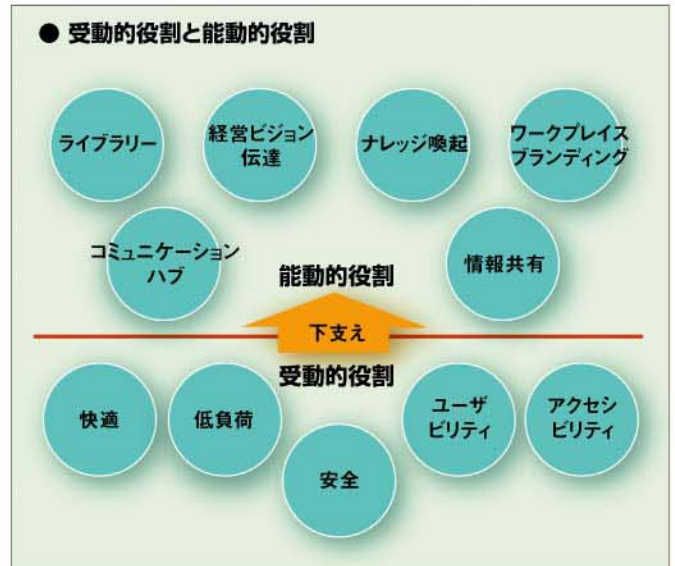 ● 受動的役割と能動的役割
ライブラリー
経営ビジョン
伝達
ナレッジ喚起
ワークプレイス
ブランディング
コミュニケーション
ハブ
情報共有
能動的役割
下支え
受動的役割
快適
低負荷
安全
ユーザ
ビリティ
アクセシ
ビリティ